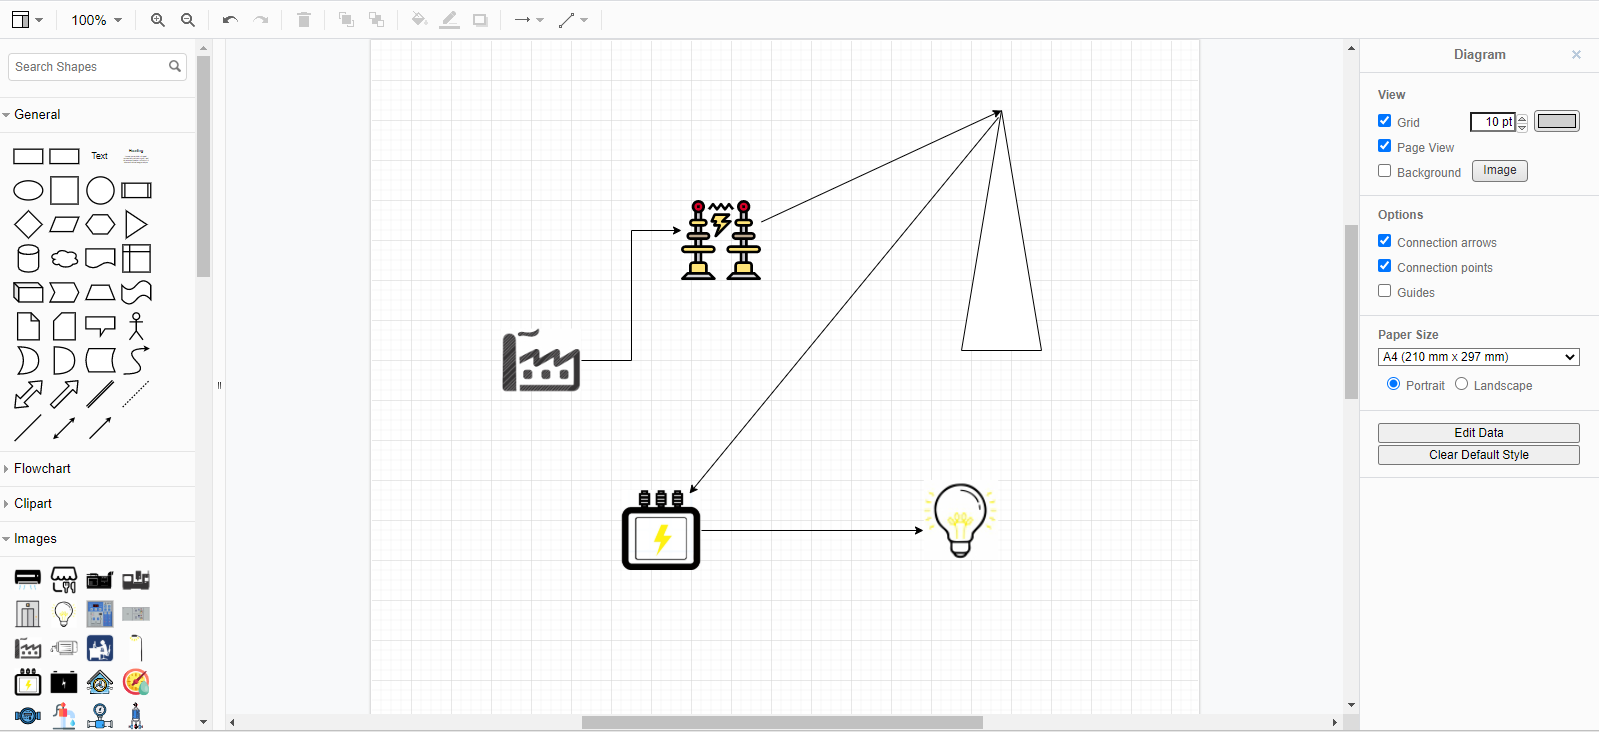 100%
Search Shapes
General
Text
Heading
Flowchart
Clipart
Images
Diagram
View
Grid
10 pt
Page View
Background
Image
Options
Connection arrows
Connection points
Guides
Paper Size
A4 (210 mm x 297 mm)
Portrait
Landscape
Edit Data
Clear Default Style